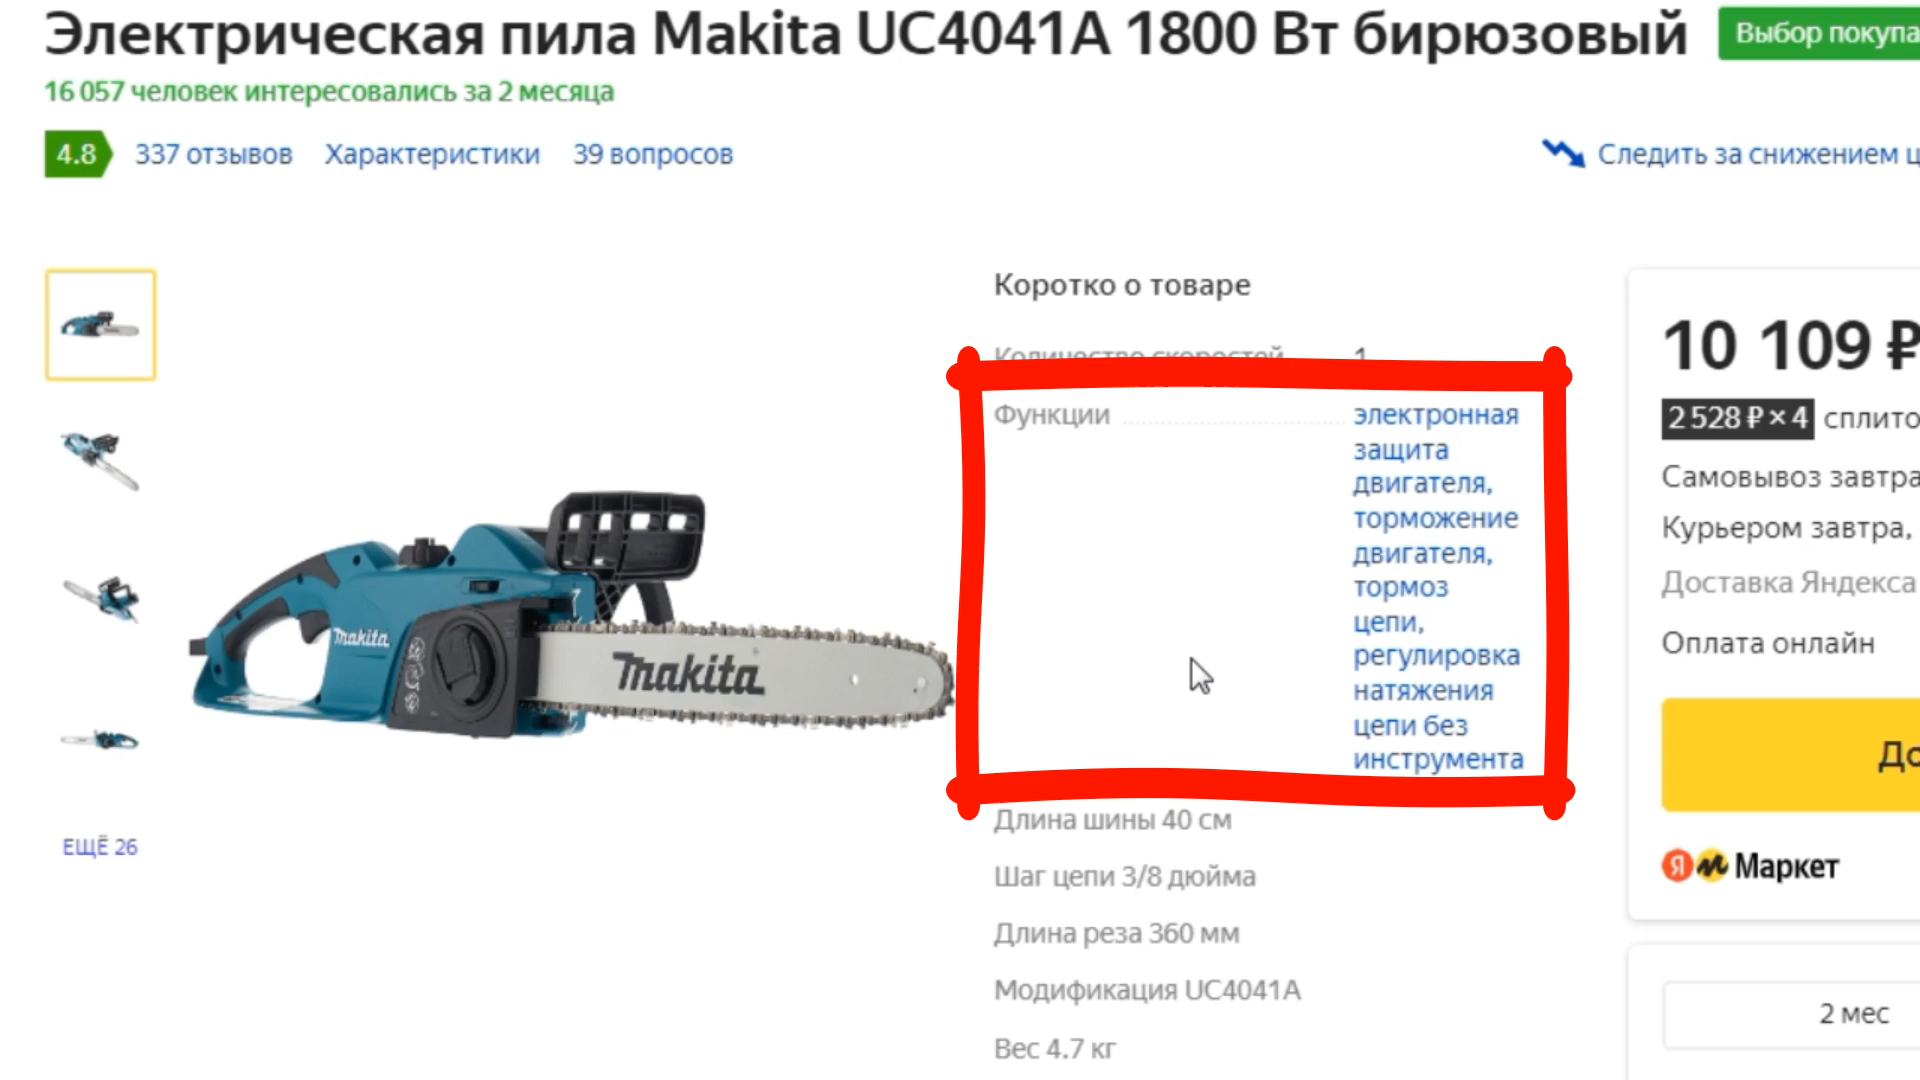 Электрическая пила Makita UC4041A 1800 Вт бирюзовый
Выбор покупа
16 057 человек интересовались за 2 месяца
4.8
337 отзывов
Характеристики
39 вопросов
Следить за снижением ц
Коротко о товаре
Количество скоростей 1
Функции
электронная
защита
двигателя,
торможение
двигателя,
тормоз
цепи,
регулировка
натяжения
цепи без
инструмента
Длина шины 40 см
Шаг цепи 3/8 дюйма
Длина реза 360 мм
Модификация UC4041A
Вес 4.7 кг
makita
makita
ЕЩЁ 26
10 109 ₽
2 528 ₽ × 4 сплито
Самовывоз завтра
Курьером завтра,
Доставка Яндекса
Оплата онлайн
До
Я М Маркет
2 мес